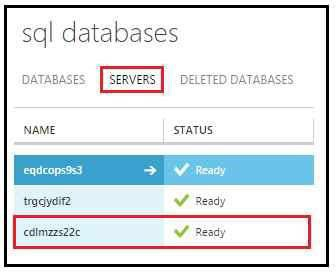 sql databases
DATABASES SERVERS DELETED DATABASES
NAME STATUS
eqdcops9s3 Ready
trgcjydif2 Ready
cdlmzzs22c Ready